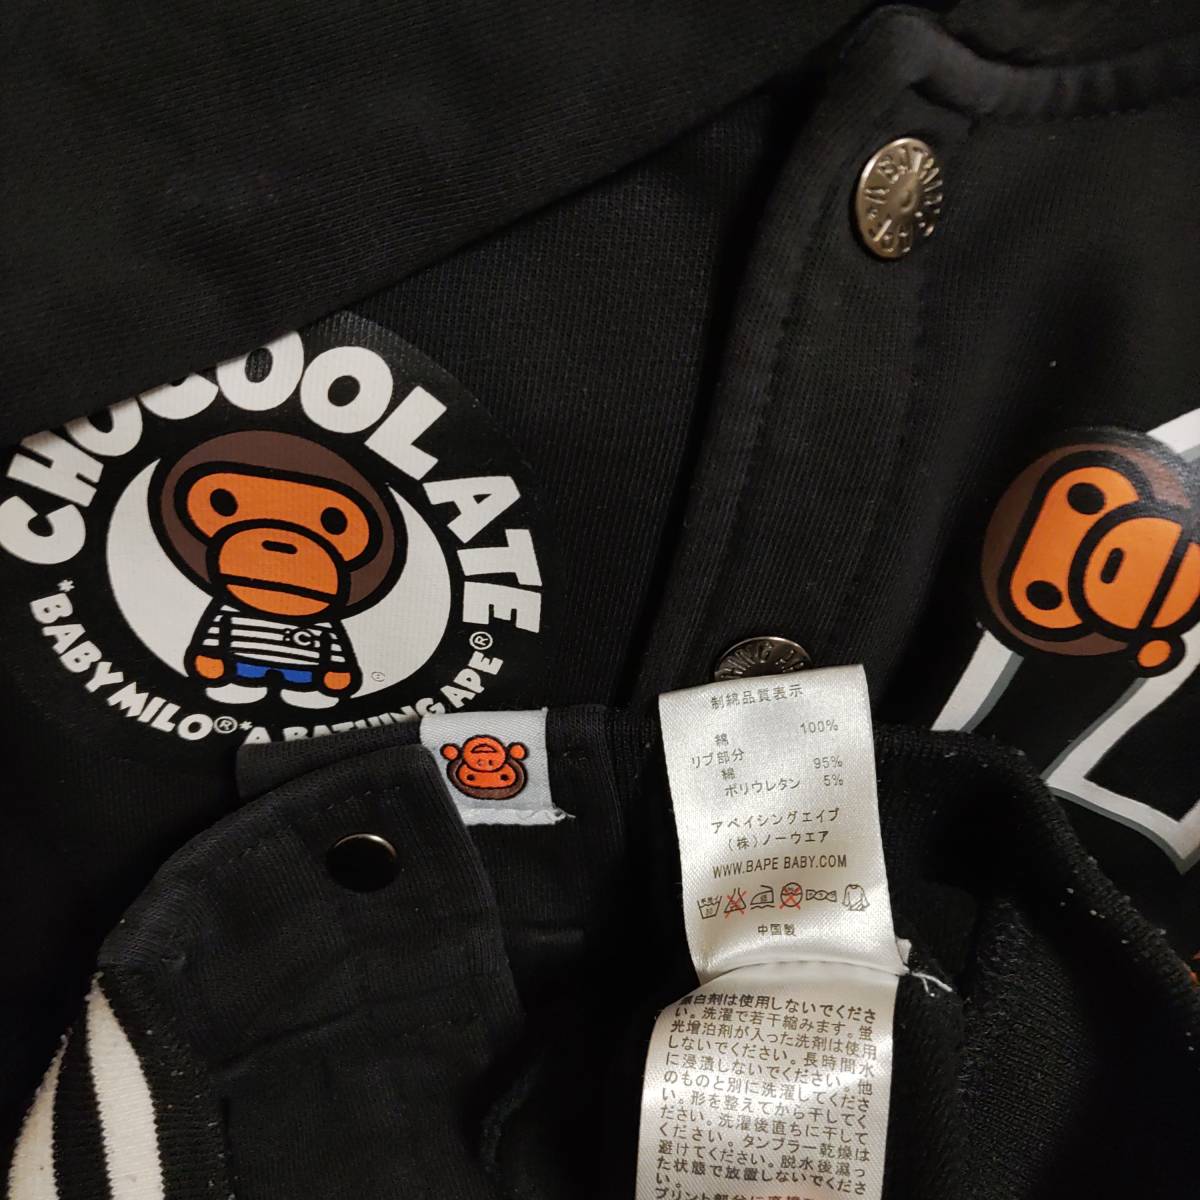 CHOCOOLATE
*BABY MILO®*A BATHING APE®
C
制綿品質表示
綿 100%
リブ部分
綿 95%
ポリウレタン 5%
アベイシングエイプ
(株)ノーウエア
WWW.BAPE BABY.COM
中国製
白剤は使用しないでくださ
い。洗濯で若干縮みます。蛍
光増泊剤が入った洗剤は使用
しないでください。長時間水
に浸漬しないでください。他
のものと別に洗濯してくだ
さい。形を整えてから干してく
ださい。洗濯後直ちに干して
ください。タンブラー乾燥は
避けてください。脱水後濕っ
た状態で放置しないください。
プリント部分に